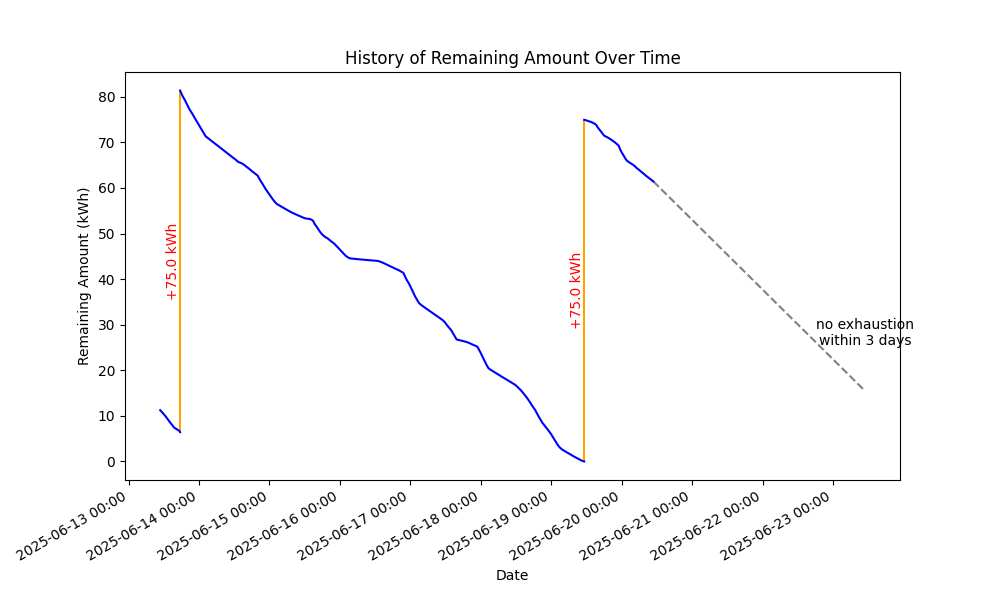 History of Remaining Amount Over Time
Remaining Amount (kWh)
80
70
60
50
40
30
20
10
0
+75.0 kWh
+75.0 kWh
no exhaustion
within 3 days
2025-06-13 00:00
2025-06-14 00:00
2025-06-15 00:00
2025-06-16 00:00
2025-06-17 00:00
2025-06-18 00:00
2025-06-19 00:00
2025-06-20 00:00
2025-06-21 00:00
2025-06-22 00:00
2025-06-23 00:00
Date